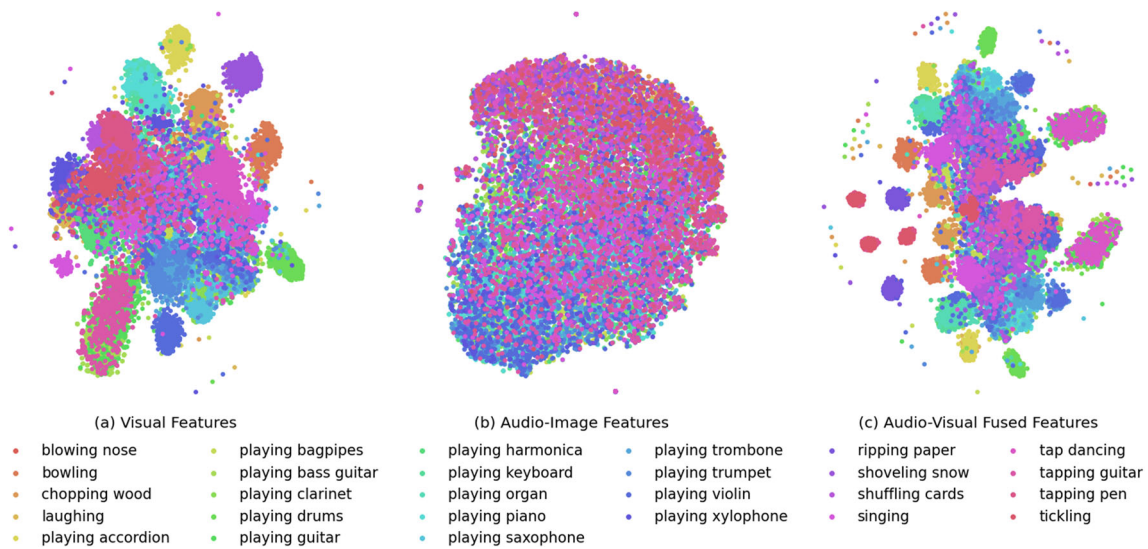 (a) Visual Features
(b) Audio-Image Features
(c) Audio-Visual Fused Features
blowing nose
bowling
chopping wood
laughing
playing accordion
playing bagpipes
playing bass guitar
playing clarinet
playing drums
playing guitar
playing harmonica
playing keyboard
playing organ
playing piano
playing saxophone
playing trombone
playing trumpet
playing violin
playing xylophone
ripping paper
shoveling snow
shuffling cards
singing
tap dancing
tapping guitar
tapping pen
tickling